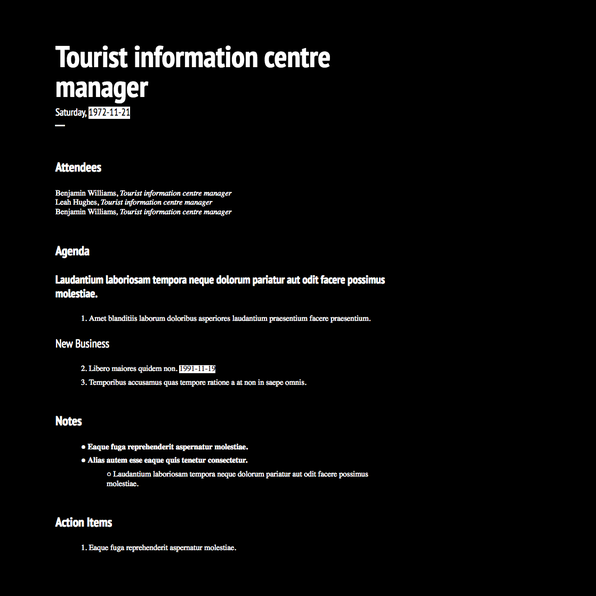 Tourist information centre
manager
Saturday, 1972-11-21
Attendees
Benjamin Williams, Tourist information centre manager
Leah Hughes, Tourist information centre manager
Benjamin Williams, Tourist information centre manager
Agenda
Laudantium laboriosam tempora neque dolorum pariatur aut odit facere possimus
molestiae.
1. Amet blanditiis laborum doloribus asperiores laudantium praesentium facere praesentium.
New Business
2. Libero maiores quidem non. 1991-11-19
3. Temporibus accusamus quas tempore ratione a at non in saepe omnis.
Notes
● Eaque fuga reprehenderit aspernatur molestiae.
● Alias autem esse eaque quis tenetur consectetur.
○ Laudantium laboriosam tempora neque dolorum pariatur aut odit facere possimus
molestiae.
Action Items
1. Eaque fuga reprehenderit aspernatur molestiae.